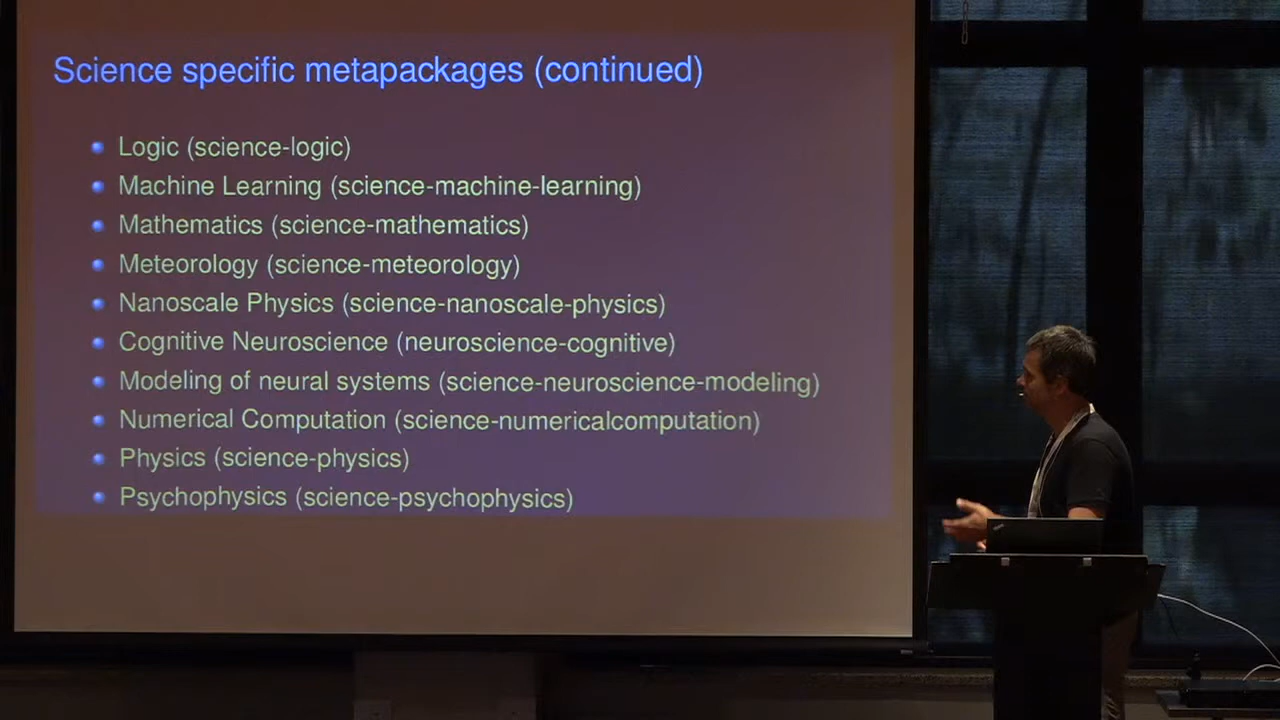 Science specific metapackages (continued)
Logic (science-logic)
Machine Learning (science-machine-learning)
Mathematics (science-mathematics)
Meteorology (science-meteorology)
Nanoscale Physics (science-nanoscale-physics)
Cognitive Neuroscience (neuroscience-cognitive)
Modeling of neural systems (science-neuroscience-modeling)
Numerical Computation (science-numericalcomputation)
Physics (science-physics)
Psychophysics (science-psychophysics)